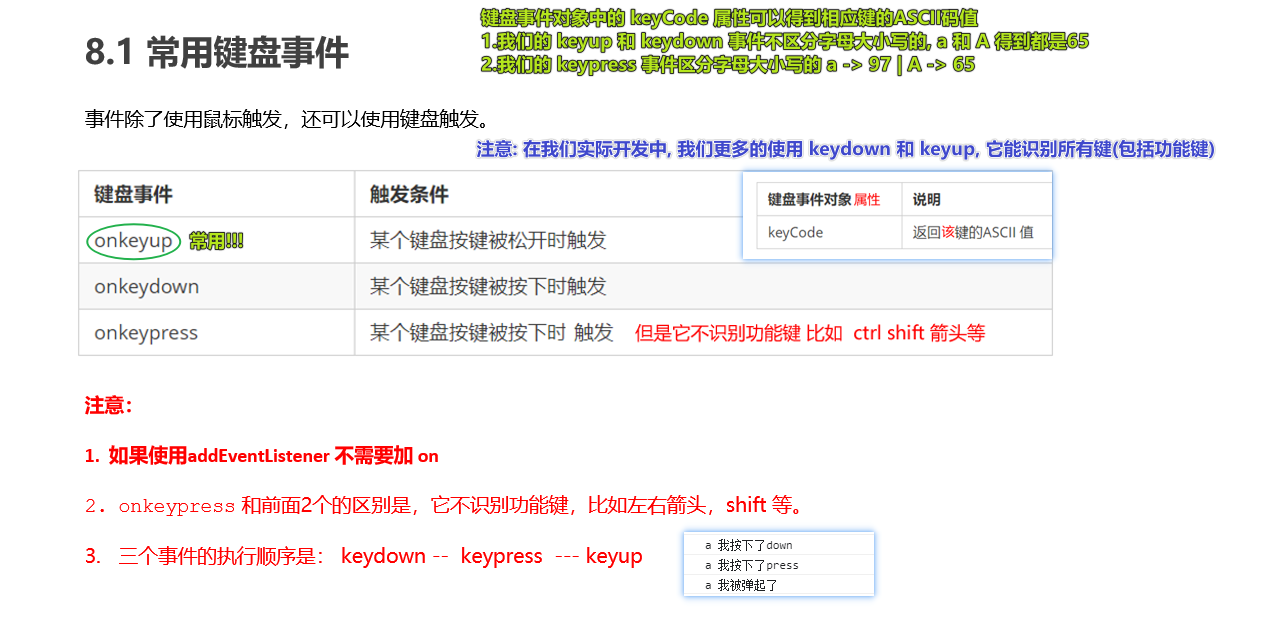 键盘事件对象中的 keyCode 属性可以得到相应键的ASCII码值
1.我们的 keyup 和 keydown 事件不区分字母大小写的, a 和 A 得到都是65
2.我们的 keypress 事件区分字母大小写的 a -> 97 | A -> 65
8.1 常用键盘事件
事件除了使用鼠标触发，还可以使用键盘触发。
注意: 在我们实际开发中, 我们更多的使用 keydown 和 keyup, 它能识别所有键(包括功能键)
键盘事件 触发条件
onkeyup 常用!!! 某个键盘按键被松开时触发
onkeydown 某个键盘按键被按下时触发
onkeypress 某个键盘按键被按下时 触发 但是它不识别功能键 比如 ctrl shift 箭头等
键盘事件对象 属性 说明
keyCode 返回该键的ASCII 值
注意：
1. 如果使用addEventListener 不需要加 on
2. onkeypress 和前面2个的区别是，它不识别功能键，比如左右箭头，shift 等。
3. 三个事件的执行顺序是： keydown -- keypress --- keyup
a 我按下了down
a 我按下了press
a 我被弹起了